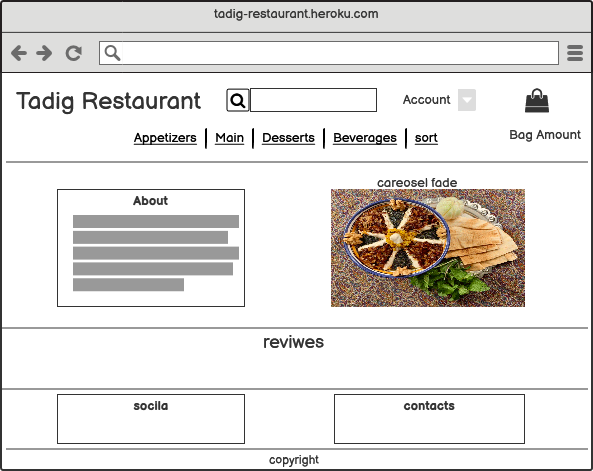 tadig-restaurant.heroku.com
Tadig Restaurant
Account
Bag Amount
Appetizers Main Desserts Beverages sort
About
careosel fade
reviwes
socila
contacts
copyright